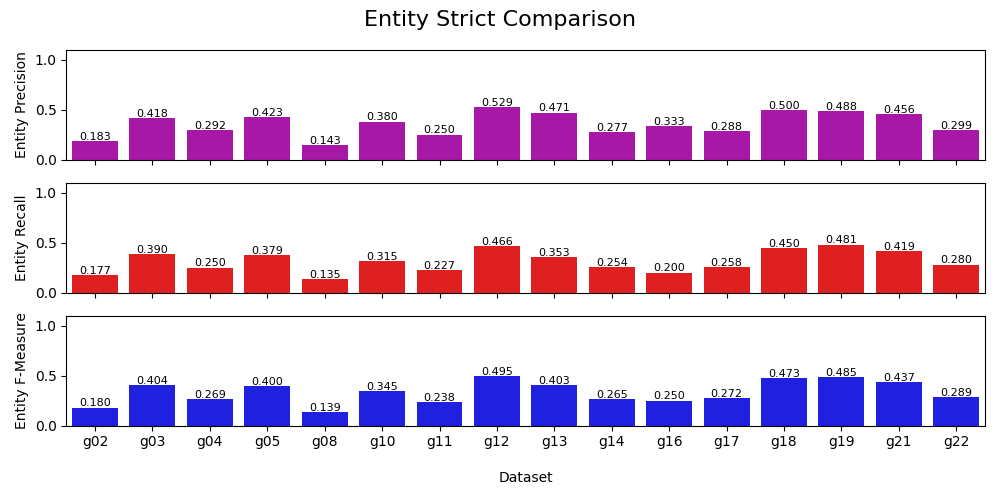 Entity Strict Comparison
Entity Precision
1.0
0.5
0.0
0.183 0.418 0.292 0.423 0.143 0.380 0.250 0.529 0.471 0.277 0.333 0.288 0.500 0.488 0.456 0.299
Entity Recall
1.0
0.5
0.0
0.177 0.390 0.250 0.379 0.135 0.315 0.227 0.466 0.353 0.254 0.200 0.258 0.450 0.481 0.419 0.280
Entity F-Measure
1.0
0.5
0.0
0.180 0.404 0.269 0.400 0.139 0.345 0.238 0.495 0.403 0.265 0.250 0.272 0.473 0.485 0.437 0.289
g02 g03 g04 g05 g08 g10 g11 g12 g13 g14 g16 g17 g18 g19 g21 g22
Dataset